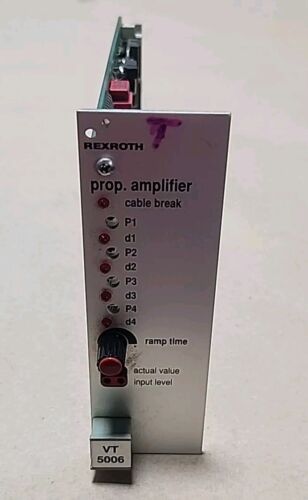 T
REXROTH
prop. amplifier
cable break
P1
d1
P2
d2
P3
d3
P4
d4
ramp time
actual value
input level
VT
5006